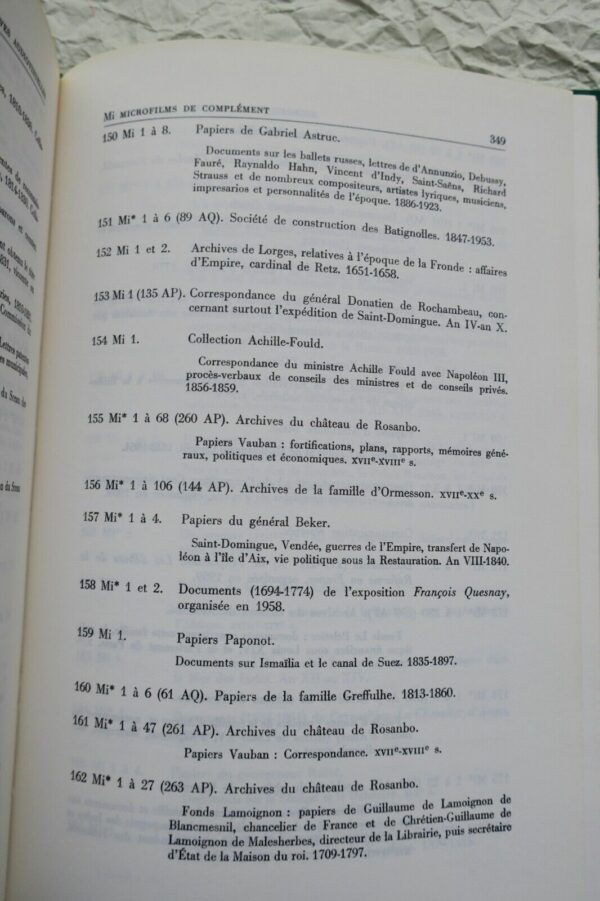 Mi MICROFILMS DE COMPLÉMENT
349
150 Mi 1 à 8. Papiers de Gabriel Astruc.
Documents sur les ballets russes, lettres de d'Annunzio, Debussy,
Fauré, Raynaldo Hahn, Vincent d'Indy, Saint-Saëns, Richard
Strauss et de nombreux compositeurs, artistes lyriques, musiciens,
impresarios et personnalités de l'époque. 1886-1923.
151 Mi* 1 à 6 (89 AQ). Société de construction des Batignolles. 1847-1953.
152 Mi 1 et 2. Archives de Lorges, relatives à l'époque de la Fronde : affaires
d'Empire, cardinal de Retz. 1651-1658.
153 Mi 1 (135 AP). Correspondance du général Donatien de Rochambeau, con-
cernant surtout l'expédition de Saint-Domingue. An IV-an X.
154 Mi 1. Collection Achille-Fould.
Correspondance du ministre Achille Fould avec Napoléon III,
procès-verbaux de conseils des ministres et de conseils privés.
1856-1859.
155 Mi* 1 à 68 (260 AP). Archives du château de Rosanbo.
Papiers Vauban : fortifications, plans, rapports, mémoires géné-
raux, politiques et économiques. XVIIe-XVIIIe s.
156 Mi* 1 à 106 (144 AP). Archives de la famille d'Ormesson. XVIIe-XXe s.
157 Mi* 1 à 4. Papiers du général Beker.
Saint-Domingue, Vendée, guerres de l'Empire, transfert de Napo-
léon à l'île d'Aix, vie politique sous la Restauration. An VIII-1840.
158 Mi* 1 et 2. Documents (1694-1774) de l'exposition François Quesnay,
organisée en 1958.
159 Mi 1. Papiers Paponot.
Documents sur Ismaïlia et le canal de Suez. 1835-1897.
160 Mi* 1 à 6 (61 AQ). Papiers de la famille Greffulhe. 1813-1860.
161 Mi* 1 à 47 (261 AP). Archives du château de Rosanbo.
Papiers Vauban : Correspondance. XVIIe-XVIIIe s.
162 Mi* 1 à 27 (263 AP). Archives du château de Rosanbo.
Fonds Lamoignon : papiers de Guillaume de Lamoignon de
Blancmesnil, chancelier de France et de Chrétien-Guillaume de
Lamoignon de Malesherbes, directeur de la Librairie, puis secrétaire
d'État de la Maison du roi. 1709-1797.